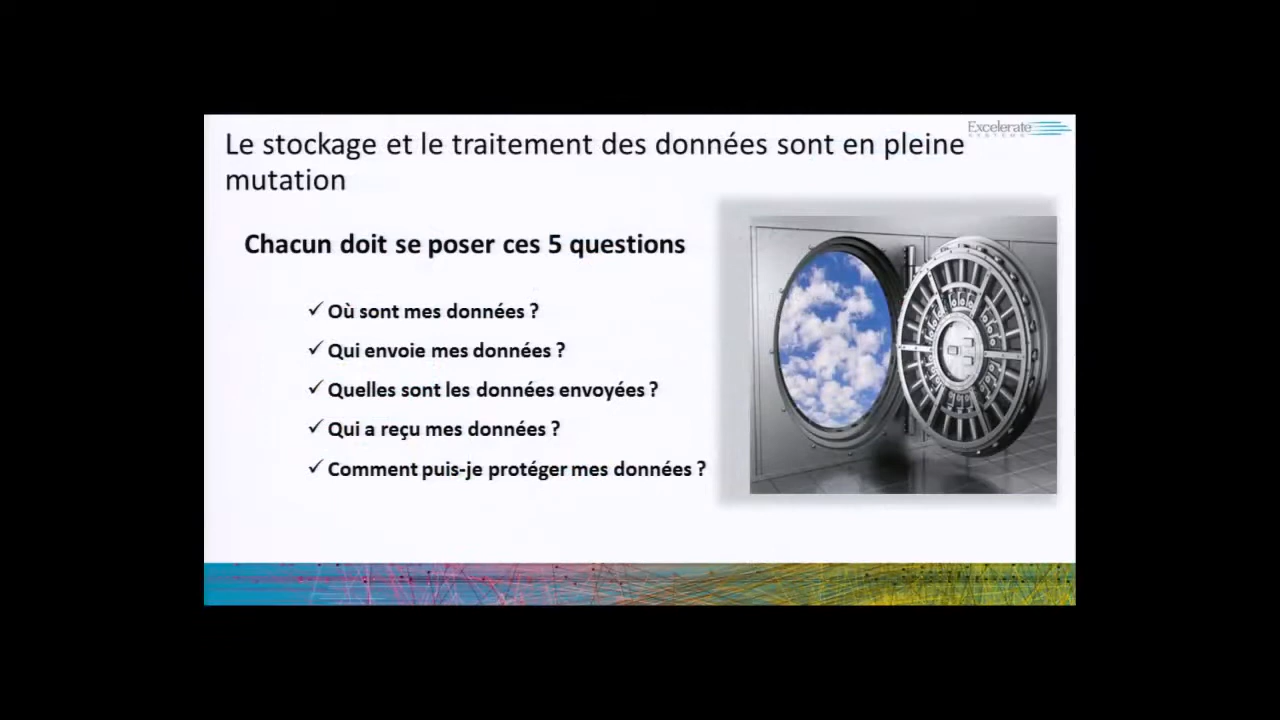 Excelerate
SYSTEMS
Le stockage et le traitement des données sont en pleine
mutation
Chacun doit se poser ces 5 questions
✓ Où sont mes données ?
✓ Qui envoie mes données ?
✓ Quelles sont les données envoyées ?
✓ Qui a reçu mes données ?
✓ Comment puis-je protéger mes données ?